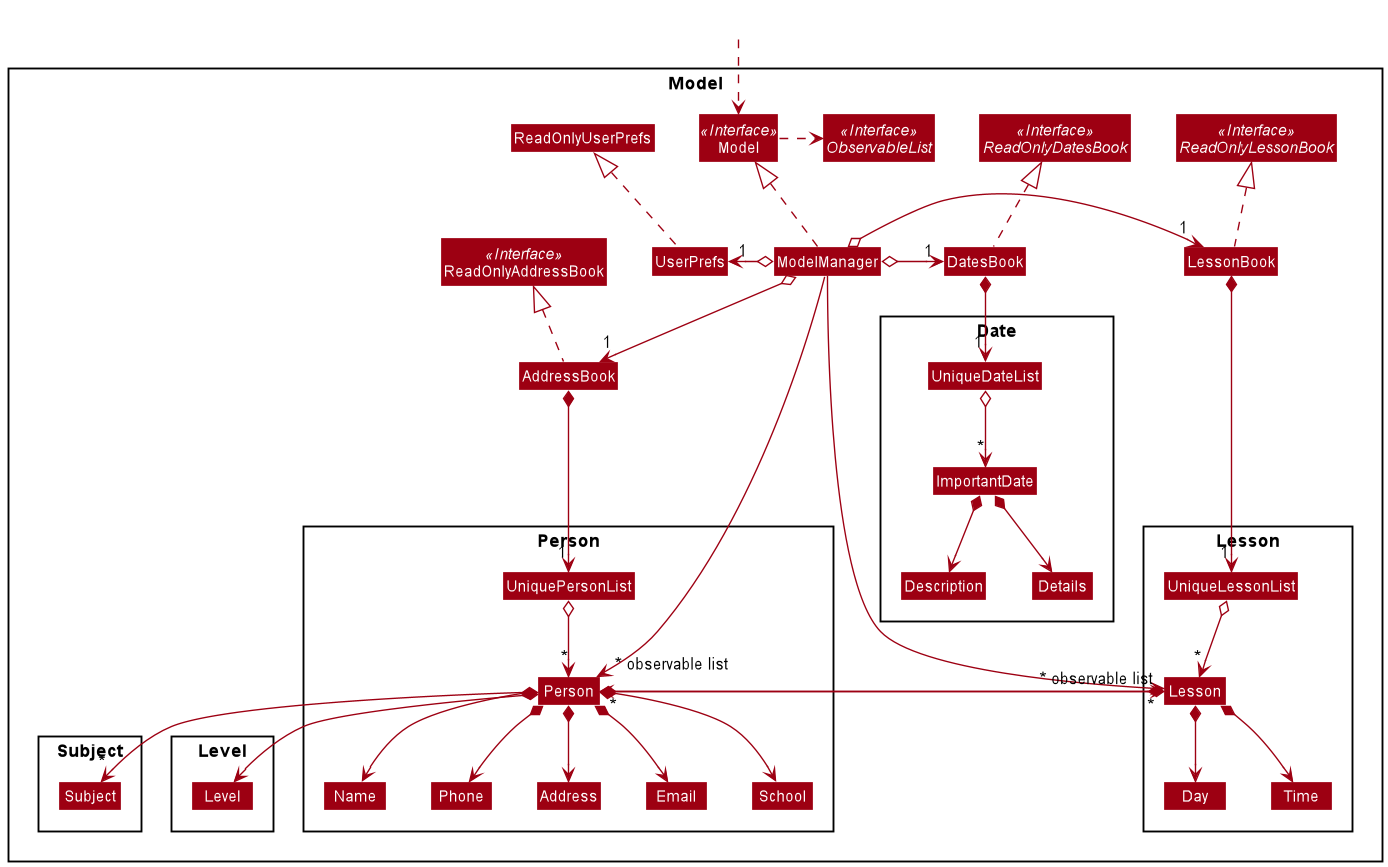 Model
ReadOnlyUserPrefs
«Interface»
Model
«Interface»
ObservableList
«Interface»
ReadOnlyDatesBook
«Interface»
ReadOnlyLessonBook
«Interface»
ReadOnlyAddressBook
UserPrefs
1
ModelManager
1
DatesBook
1
LessonBook
1
AddressBook
Date
1
UniqueDateList
*
ImportantDate
Description
Details
Person
1
UniquePersonList
*
* observable list
Person
*
Lesson
1
UniqueLessonList
*
* observable list
*
Lesson
Subject
*
Subject
Level
Level
Name
Phone
Address
Email
School
Day
Time